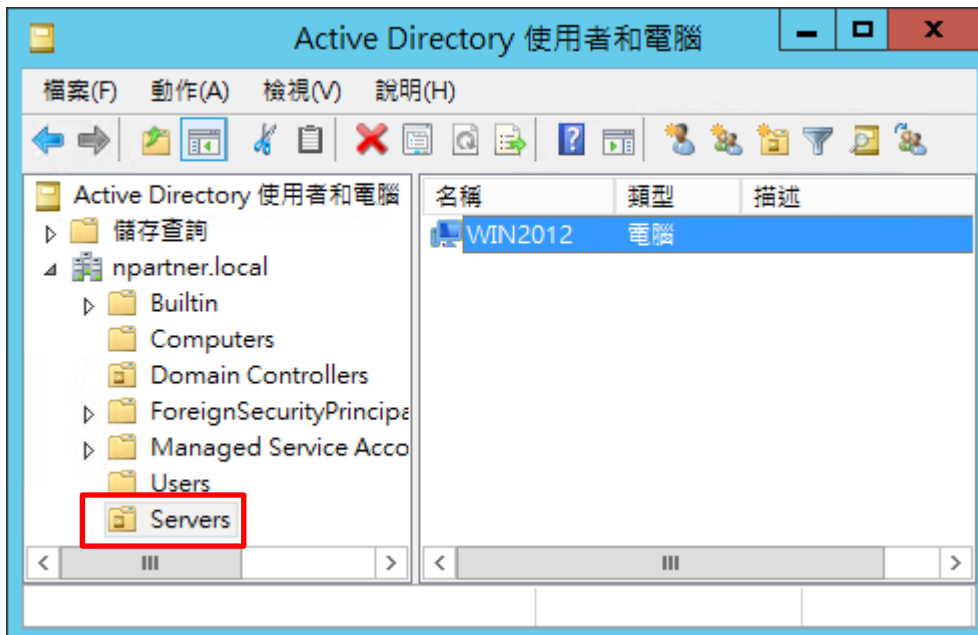 Active Directory 使用者和電腦
檔案(F) 動作(A) 檢視(V) 說明(H)
Active Directory 使用者和電腦
儲存查詢
npartner.local
Builtin
Computers
Domain Controllers
ForeignSecurityPrincipa
Managed Service Acco
Users
Servers
名稱 類型 描述
WIN2012 電腦